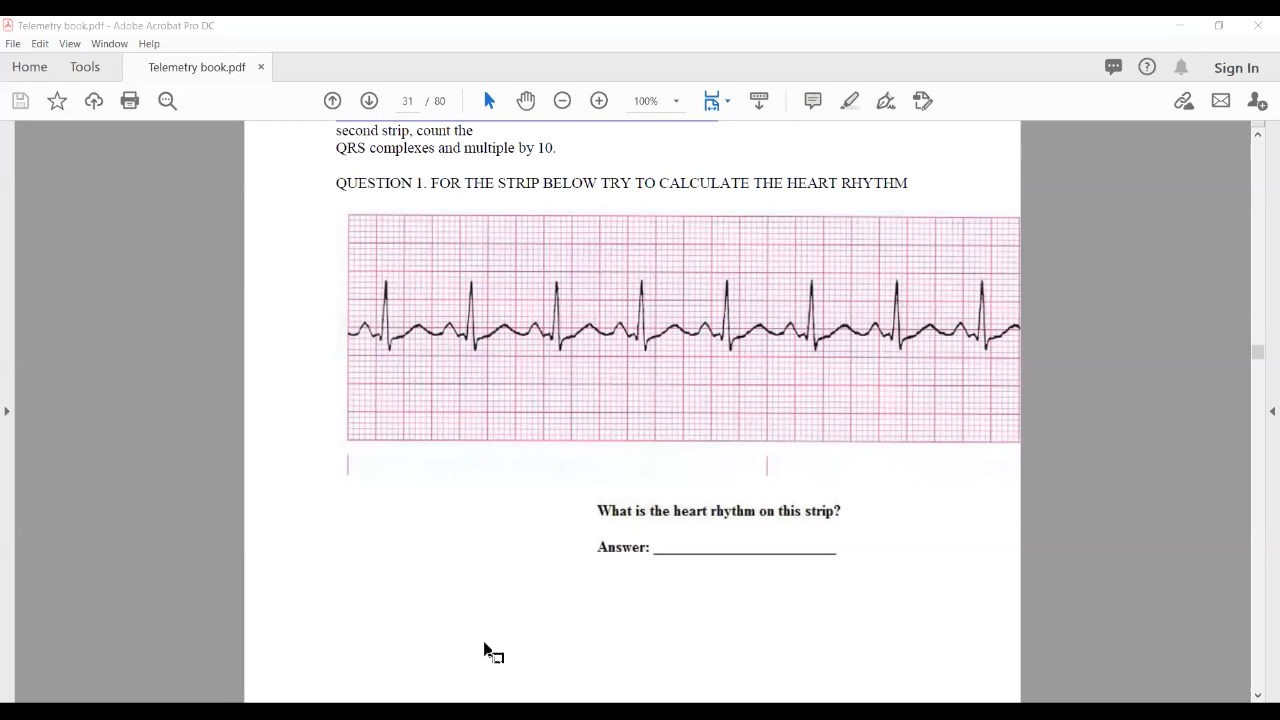 Telemetry book.pdf - Adobe Acrobat Pro DC
File Edit View Window Help
Home Tools Telemetry book.pdf × Sign In
31 / 80 100%
second strip, count the
QRS complexes and multiple by 10.
QUESTION 1. FOR THE STRIP BELOW TRY TO CALCULATE THE HEART RHYTHM
What is the heart rhythm on this strip?
Answer: ______________________